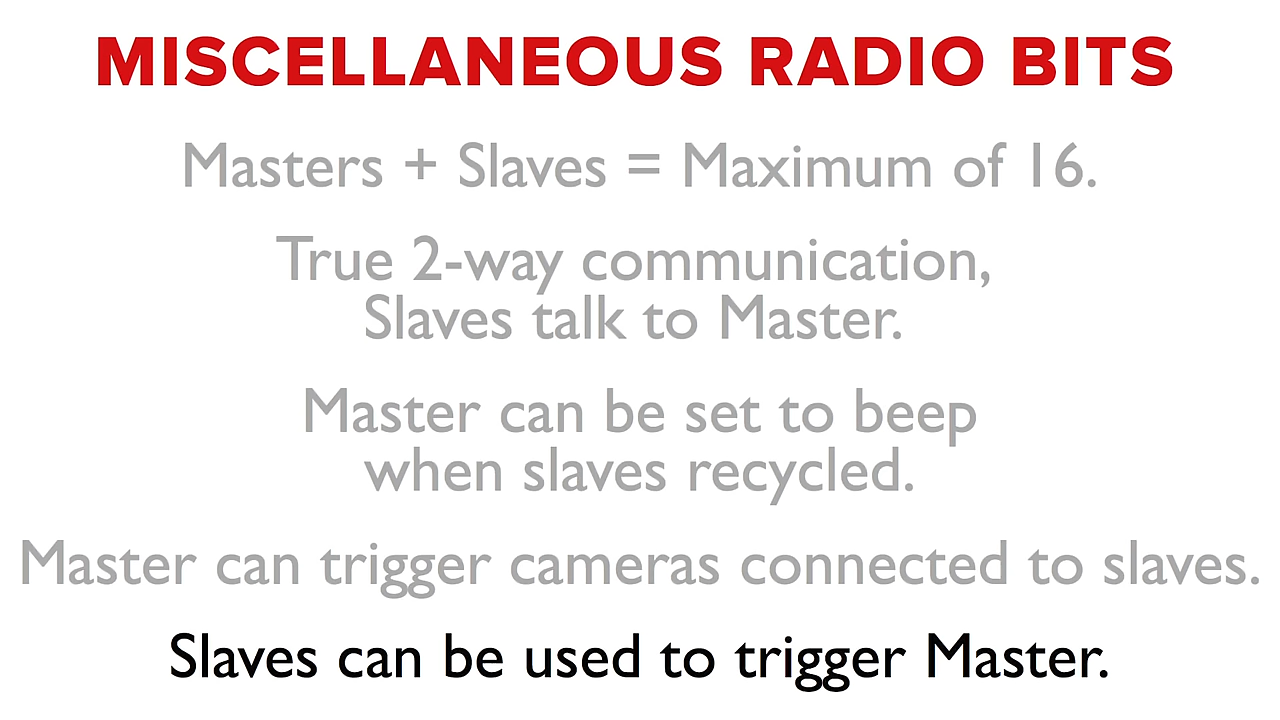 MISCELLANEOUS RADIO BITS
Masters + Slaves = Maximum of 16.
True 2-way communication,
Slaves talk to Master.
Master can be set to beep
when slaves recycled.
Master can trigger cameras connected to slaves.
Slaves can be used to trigger Master.